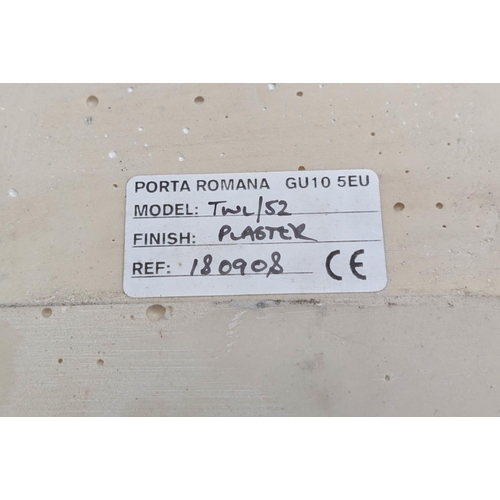 PORTA ROMANA GU10 5EU
MODEL: TWL/52
FINISH: PLASTER
REF: 180908 CE